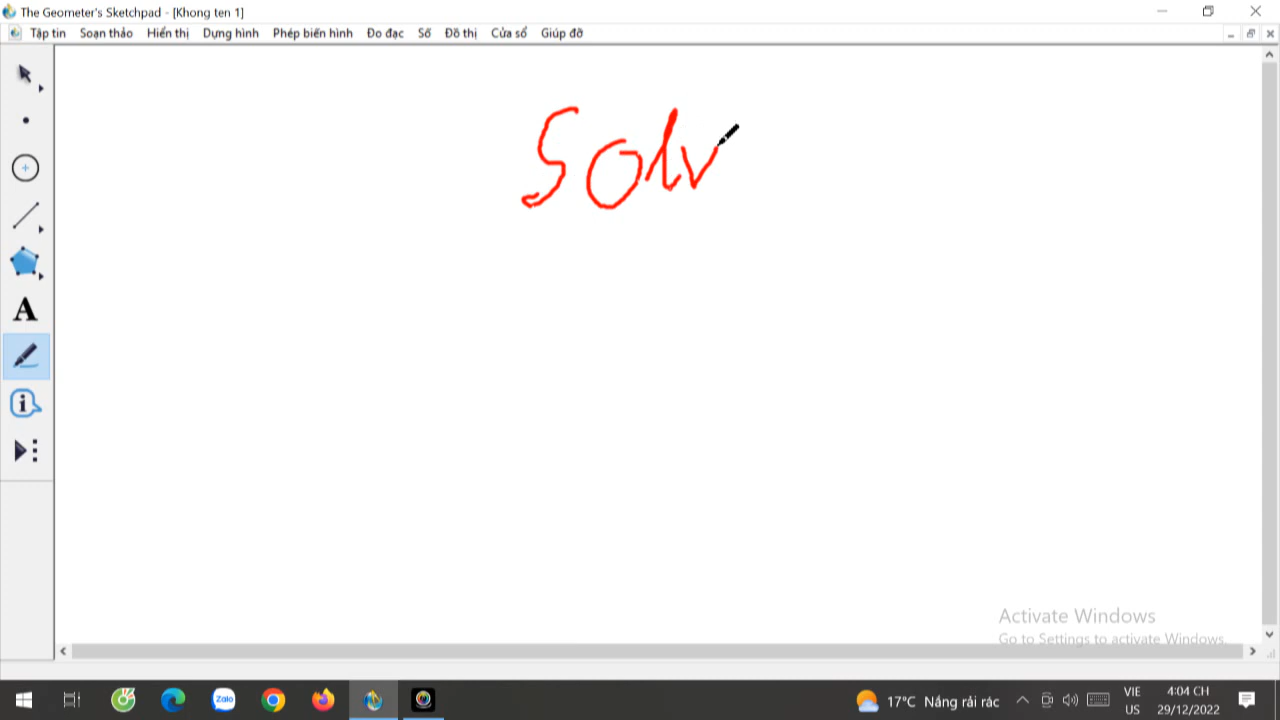 The Geometer's Sketchpad - [Khong ten 1]
Tập tin Soạn thảo Hiển thị Dựng hình Phép biến hình Đo đạc Số Đồ thị Cửa sổ Giúp đỡ
Solv
A
Activate Windows
Go to Settings to activate Windows.
Zalo
17°C Nắng rải rác
VIE
US
4:04 CH
29/12/2022